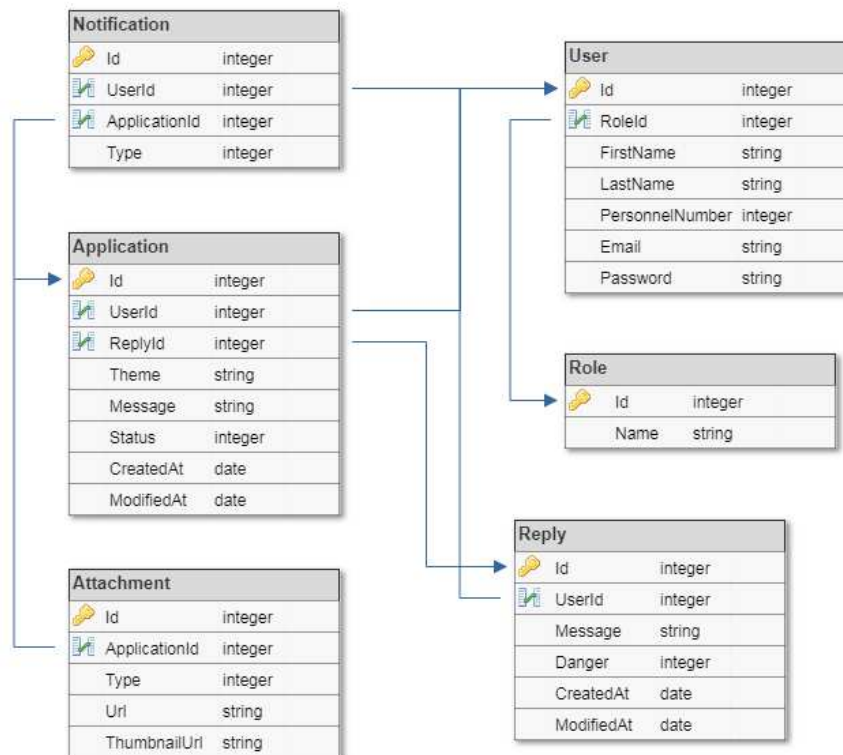 Notification
Id integer
UserId integer
ApplicationId integer
Type integer
Application
Id integer
UserId integer
ReplyId integer
Theme string
Message string
Status integer
CreatedAt date
ModifiedAt date
Attachment
Id integer
ApplicationId integer
Type integer
Url string
ThumbnailUrl string
User
Id integer
RoleId integer
FirstName string
LastName string
PersonnelNumber integer
Email string
Password string
Role
Id integer
Name string
Reply
Id integer
UserId integer
Message string
Danger integer
CreatedAt date
ModifiedAt date